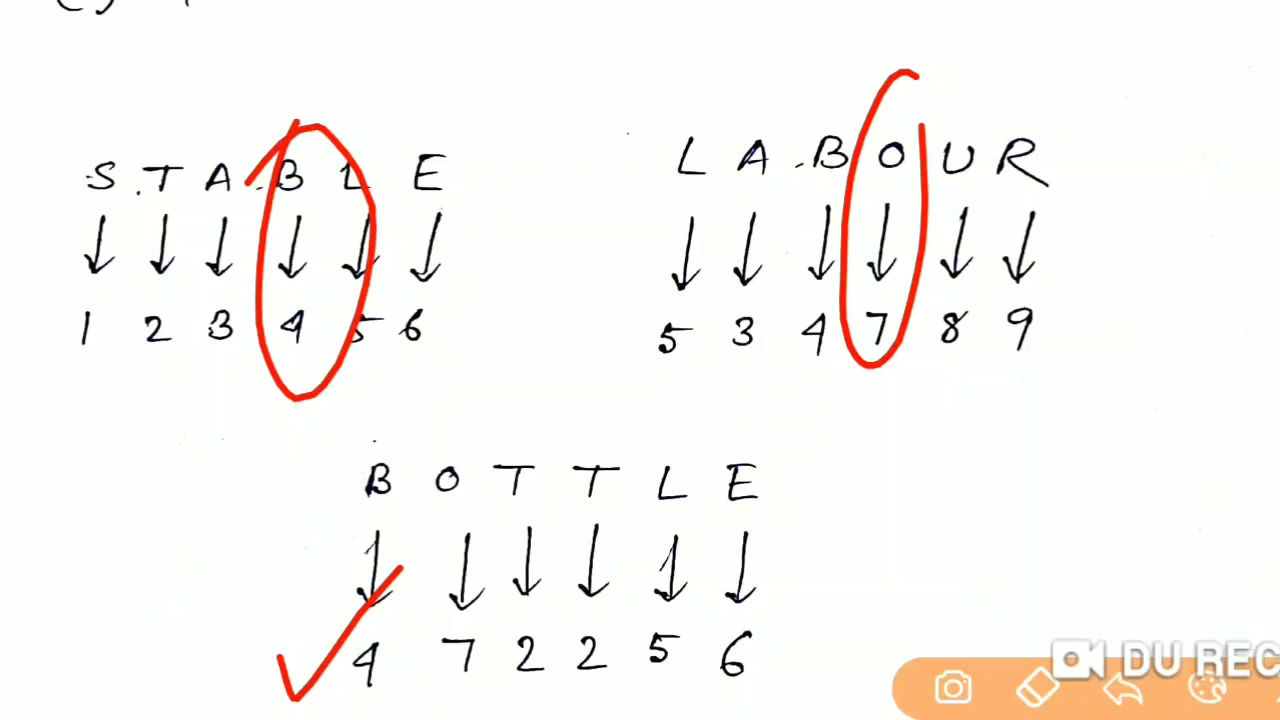 S T A B L E
1 2 3 4 5 6
L A B O U R
5 3 4 7 8 9
B O T T L E
4 7 2 2 5 6
DU REC